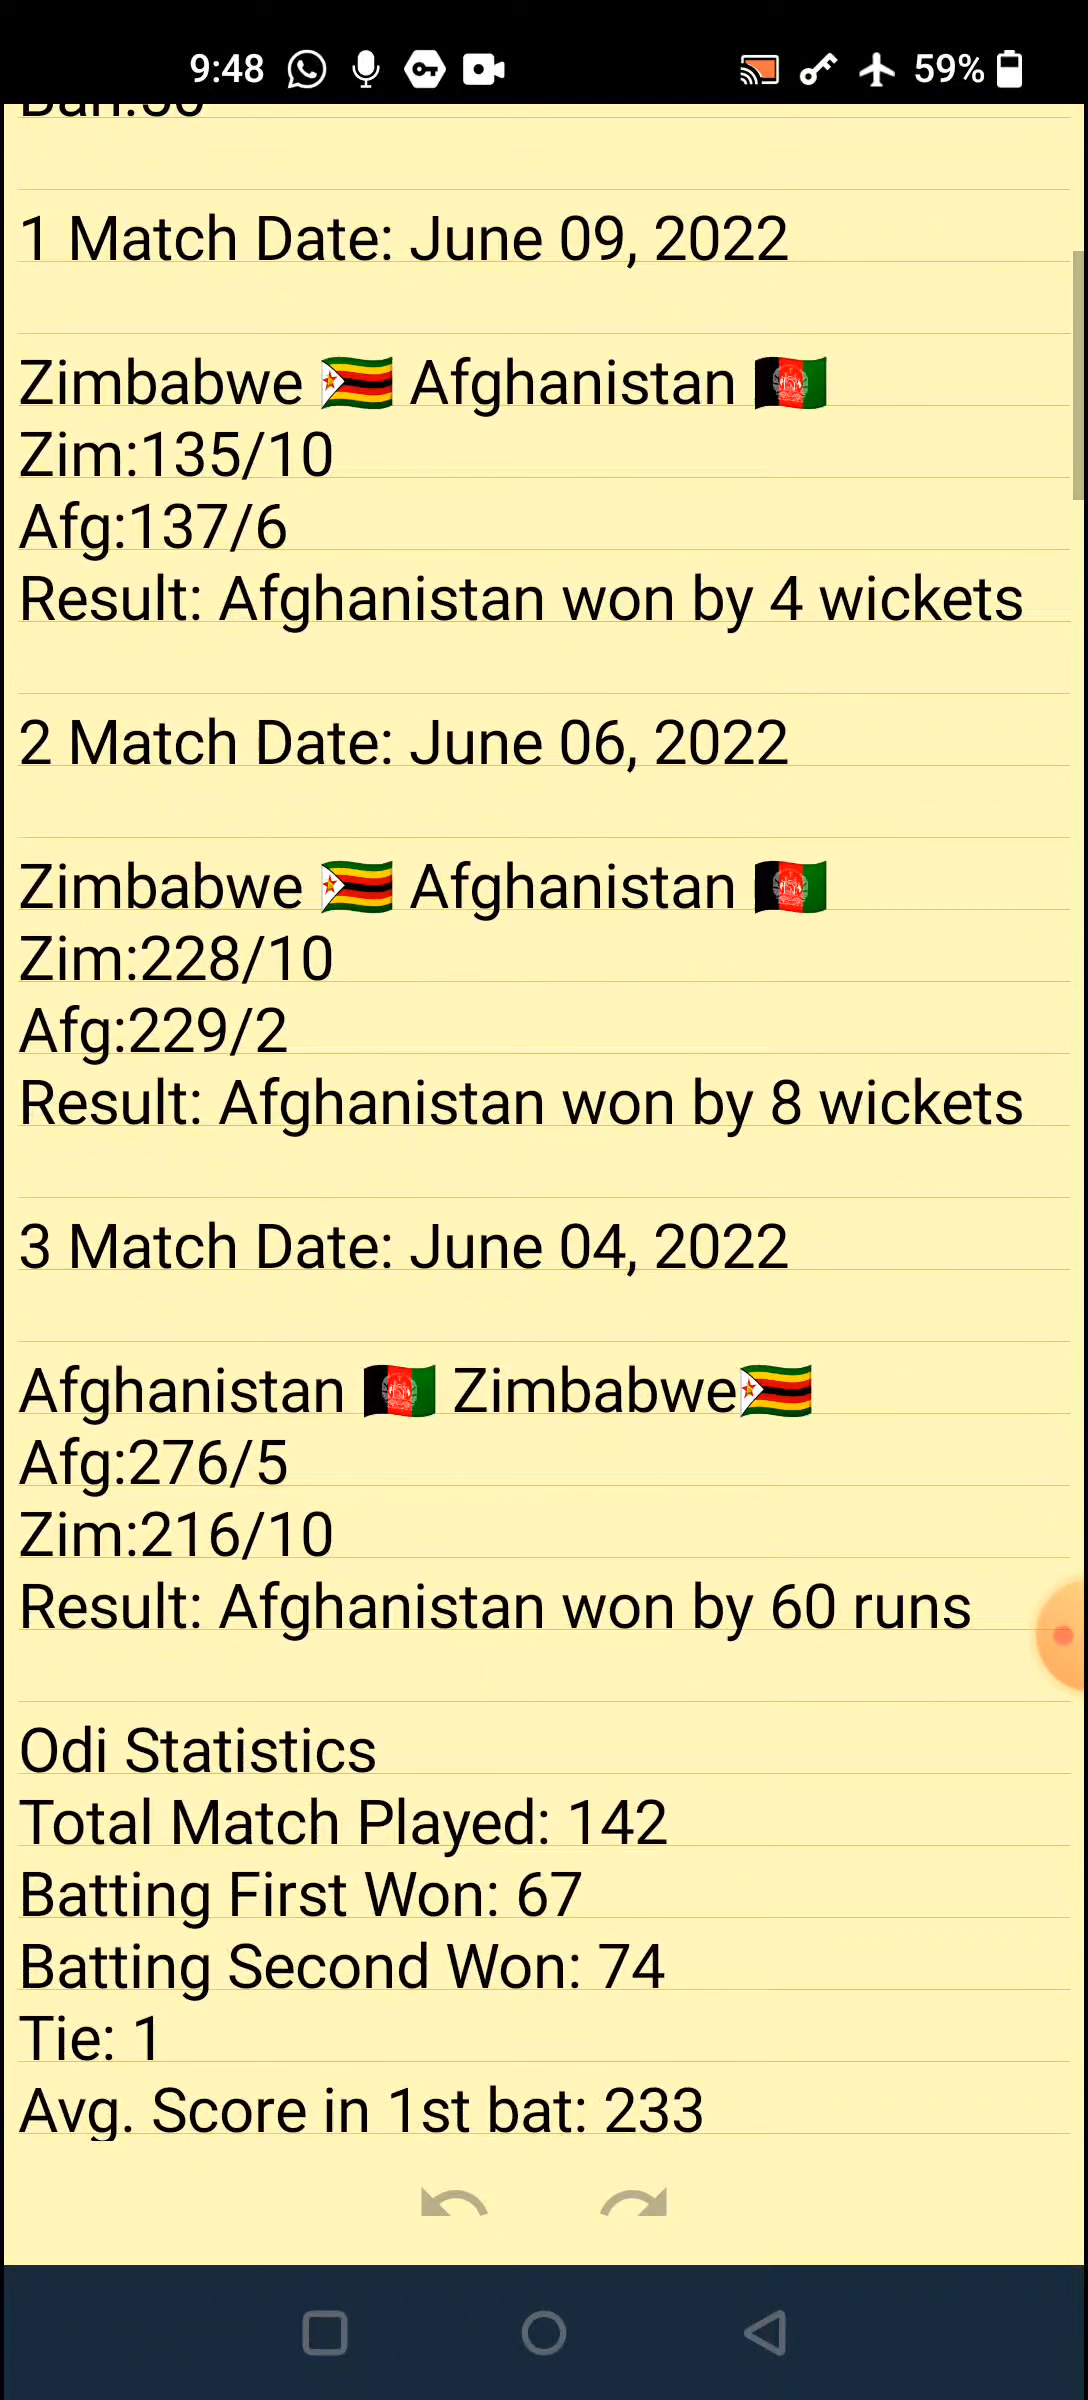 9:48 59%
1 Match Date: June 09, 2022
Zimbabwe 🇿🇼 Afghanistan 🇦🇫
Zim:135/10
Afg:137/6
Result: Afghanistan won by 4 wickets
2 Match Date: June 06, 2022
Zimbabwe 🇿🇼 Afghanistan 🇦🇫
Zim:228/10
Afg:229/2
Result: Afghanistan won by 8 wickets
3 Match Date: June 04, 2022
Afghanistan 🇦🇫 Zimbabwe🇿🇼
Afg:276/5
Zim:216/10
Result: Afghanistan won by 60 runs
Odi Statistics
Total Match Played: 142
Batting First Won: 67
Batting Second Won: 74
Tie: 1
Avg. Score in 1st bat: 233